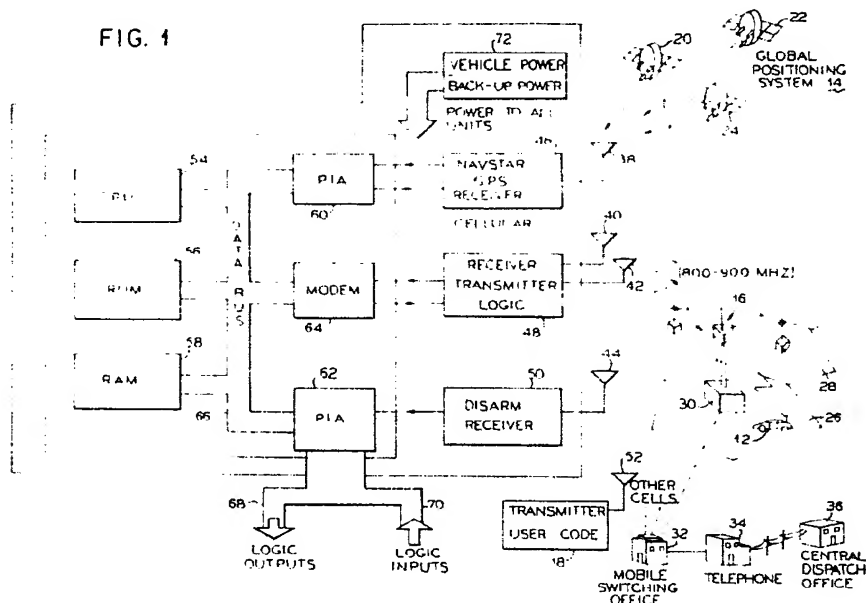 FIG. 1
72
VEHICLE POWER
BACK-UP POWER
POWER TO ALL
UNITS
20
22
GLOBAL
POSITIONING
SYSTEM 14
24
54
PIA
60
46
NAVSTAR
GPS
RECEIVER
38
CELLULAR
DATA BUS
56
ROM
MODEM
64
RECEIVER
TRANSMITTER
LOGIC
48
40
42
(800-900 MHZ)
16
58
RAM
66
62
PIA
50
DISARM
RECEIVER
44
28
30
26
12
68
LOGIC
OUTPUTS
70
LOGIC
INPUTS
52
TRANSMITTER
USER CODE
18
OTHER
CELLS
32
MOBILE
SWITCHING
OFFICE
34
TELEPHONE
36
CENTRAL
DISPATCH
OFFICE